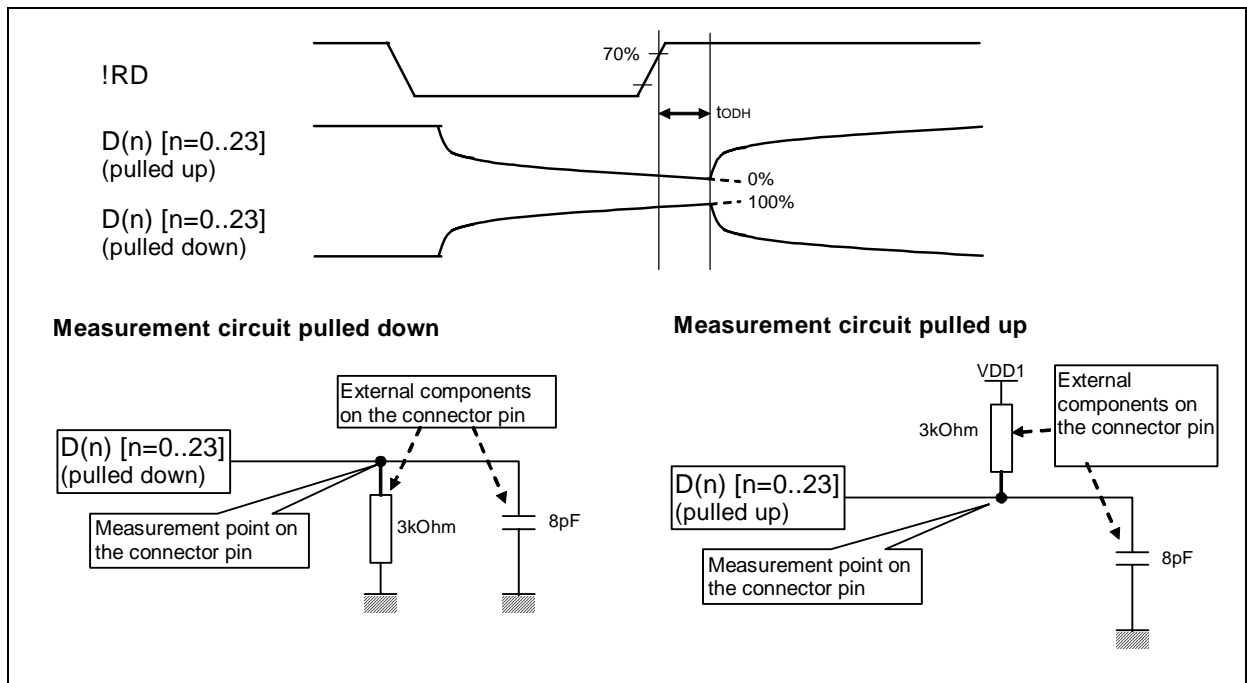 !RD
70%
tODH
D(n) [n=0..23]
(pulled up)
0%
100%
D(n) [n=0..23]
(pulled down)
Measurement circuit pulled down
Measurement circuit pulled up
External components
on the connector pin
D(n) [n=0..23]
(pulled down)
3kOhm
8pF
Measurement point on
the connector pin
VDD1
External
components on
the connector pin
3kOhm
D(n) [n=0..23]
(pulled up)
8pF
Measurement point on
the connector pin